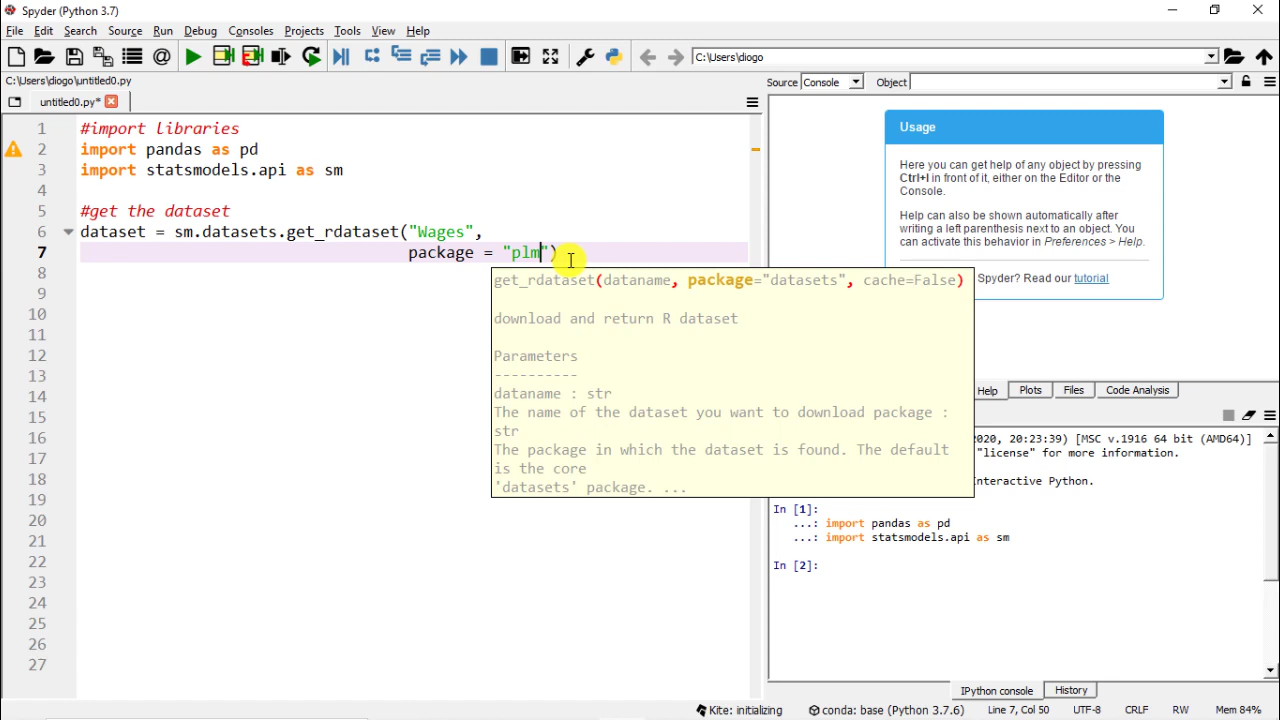 Spyder (Python 3.7)
File Edit Search Source Run Debug Consoles Projects Tools View Help
C:\Users\diogo
C:\Users\diogo\untitled0.py
untitled0.py*
1 #import libraries
2 import pandas as pd
3 import statsmodels.api as sm
4
5 #get the dataset
6 dataset = sm.datasets.get_rdataset("Wages",
7 package = "plm")
8
9
10
11
12
13
14
15
16
17
18
19
20
21
22
23
24
25
26
27
get_rdataset(dataname, package="datasets", cache=False)
download and return R dataset
Parameters
----------
dataname : str
The name of the dataset you want to download package :
str
The package in which the dataset is found. The default
is the core
'datasets' package. ...
Source Console Object
Usage
Here you can get help of any object by pressing
Ctrl+I in front of it, either on the Editor or the
Console.
Help can also be shown automatically after
writing a left parenthesis next to an object. You
can activate this behavior in Preferences > Help.
Spyder? Read our tutorial
Help Plots Files Code Analysis
2020, 20:23:39) [MSC v.1916 64 bit (AMD64)]
"license" for more information.
Interactive Python.
In [1]:
...: import pandas as pd
...: import statsmodels.api as sm
In [2]:
IPython console History
Kite: initializing conda: base (Python 3.7.6) Line 7, Col 50 UTF-8 CRLF RW Mem 84%